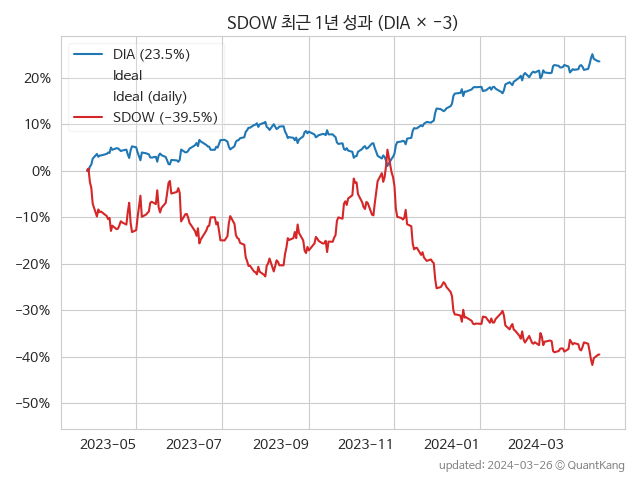 SDOW 최근 1년 성과 (DIA × −3)
DIA (23.5%)
Ideal
Ideal (daily)
SDOW (−39.5%)
20%
10%
0%
−10%
−20%
−30%
−40%
−50%
2023−05 2023−07 2023−09 2023−11 2024−01 2024−03
updated: 2024−03−26 © QuantKang